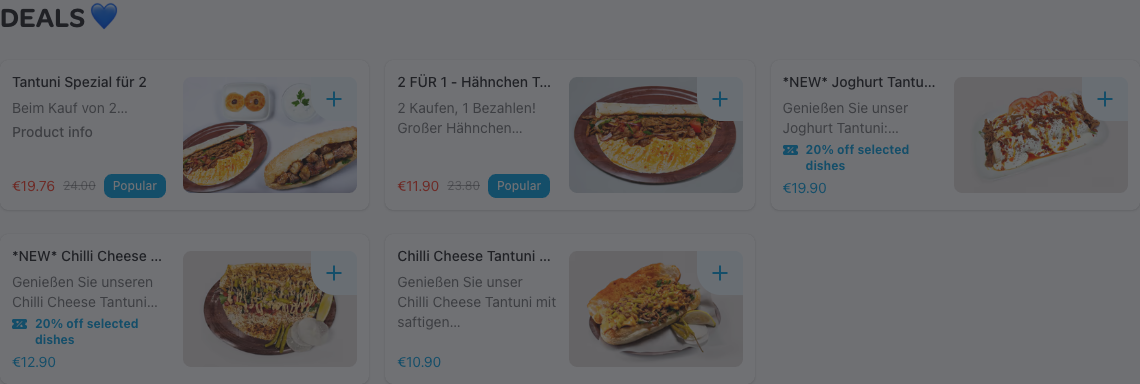 DEALS 💙
Tantuni Spezial für 2
Beim Kauf von 2...
Product info
€19.76 24.00 Popular
2 FÜR 1 - Hähnchen T...
2 Kaufen, 1 Bezahlen!
Großer Hähnchen...
€11.90 23.80 Popular
*NEW* Joghurt Tantu...
Genießen Sie unser
Joghurt Tantuni:...
20% off selected
dishes
€19.90
*NEW* Chilli Cheese ...
Genießen Sie unseren
Chilli Cheese Tantuni...
20% off selected
dishes
€12.90
Chilli Cheese Tantuni ...
Genießen Sie unser
Chilli Cheese Tantuni mit
saftigen...
€10.90